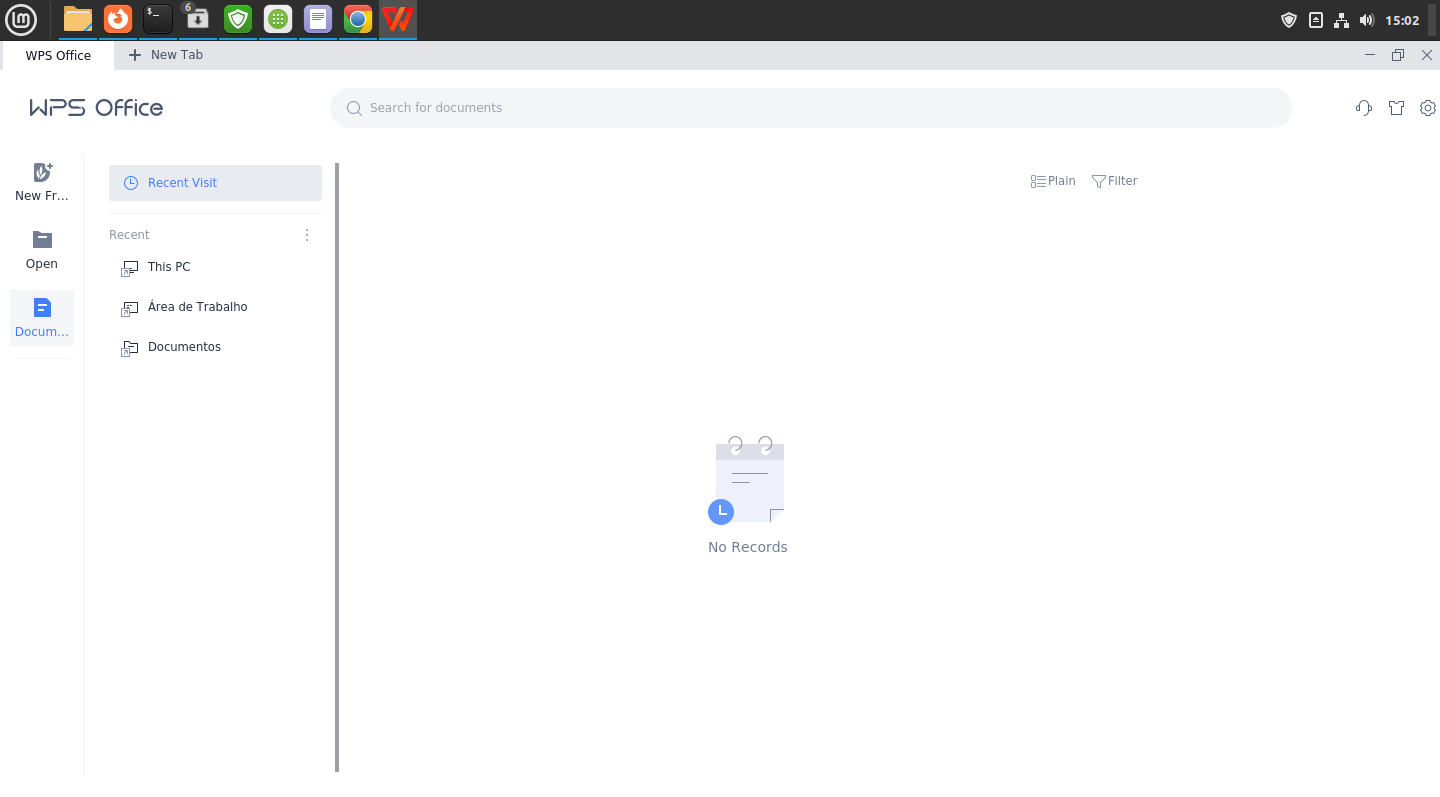 6
15:02
WPS Office
New Tab
WPS Office
Search for documents
New Fr...
Open
Docum...
Recent Visit
Recent
This PC
Área de Trabalho
Documentos
Plain
Filter
No Records